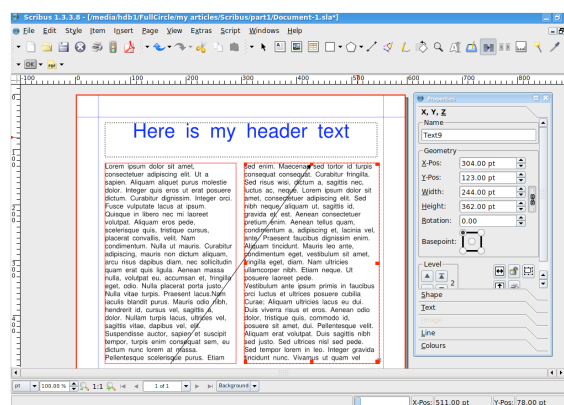 Scribus 1.3.3.8 - [/media/hdb1/FullCircle/my articles/Scribus/part1/Document-1.sla*]
File Edit Style Item Insert Page View Extras Script Windows Help
OK PDF
-100 0 100 200 300 400 500 600 700 800
Here is my header text
Lorem ipsum dolor sit amet,
consectetuer adipiscing elit. Ut a
sapien. Aliquam aliquet purus molestie
dolor. Integer quis eros ut erat posuere
dictum. Curabitur dignissim. Integer orci.
Fusce vulputate lacus at ipsum.
Quisque in libero nec mi laoreet
volutpat. Aliquam eros pede,
scelerisque quis, tristique cursus,
placerat convallis, velit. Nam
condimentum. Nulla ut mauris. Curabitur
adipiscing, mauris non dictum aliquam,
arcu risus dapibus diam, nec sollicitudin
quam erat quis ligula. Aenean massa
nulla, volutpat eu, accumsan et, fringilla
eget, odio. Nulla placerat porta justo.
Nulla vitae turpis. Praesent lacus.Nam
iaculis blandit purus. Mauris odio nibh,
hendrerit id, cursus vel, sagittis a,
dolor. Nullam turpis lacus, ultrices vel,
sagittis vitae, dapibus vel, elit.
Suspendisse auctor, sapien et suscipit
tempor, turpis enim consequat sem, eu
dictum nunc lorem at massa.
Pellentesque scelerisque purus. Etiam
sed enim. Maecenas sed tortor id turpis
consequat consequat. Curabitur fringilla.
Sed risus wisi, dictum a, sagittis nec,
luctus ac, neque. Lorem ipsum dolor sit
amet, consectetuer adipiscing elit. Sed
nibh neque, aliquam ut, sagittis id,
gravida et, est. Aenean consectetuer
pretium enim. Aenean tellus quam,
condimentum a, adipiscing et, lacinia vel,
ante. Praesent faucibus dignissim enim.
Aliquam tincidunt. Mauris leo ante,
condimentum eget, vestibulum sit amet,
fringilla eget, diam. Nam ultricies
ullamcorper nibh. Etiam neque. Ut
posuere laoreet pede.
Vestibulum ante ipsum primis in faucibus
orci luctus et ultrices posuere cubilia
Curae; Aliquam ultricies lacus eu dui.
Duis viverra risus et eros. Aenean odio
dolor, tristique quis, commodo id,
posuere sit amet, dui. Pellentesque velit.
Aliquam erat volutpat. Duis sagittis nibh
sed justo. Sed ultrices nisl sed pede.
Sed tempor lorem in leo. Integer gravida
tincidunt nunc. Vivamus ut quam vel
Properties
X, Y, Z
Name
Text9
Geometry
X-Pos: 304.00 pt
Y-Pos: 123.00 pt
Width: 244.00 pt
Height: 362.00 pt
Rotation: 0.00
Basepoint:
Level
2
Shape
Text
Image
Line
Colours
pt 100.00 % 1:1 1 of 1 Background
X-Pos: 511.00 pt Y-Pos: 78.00 pt